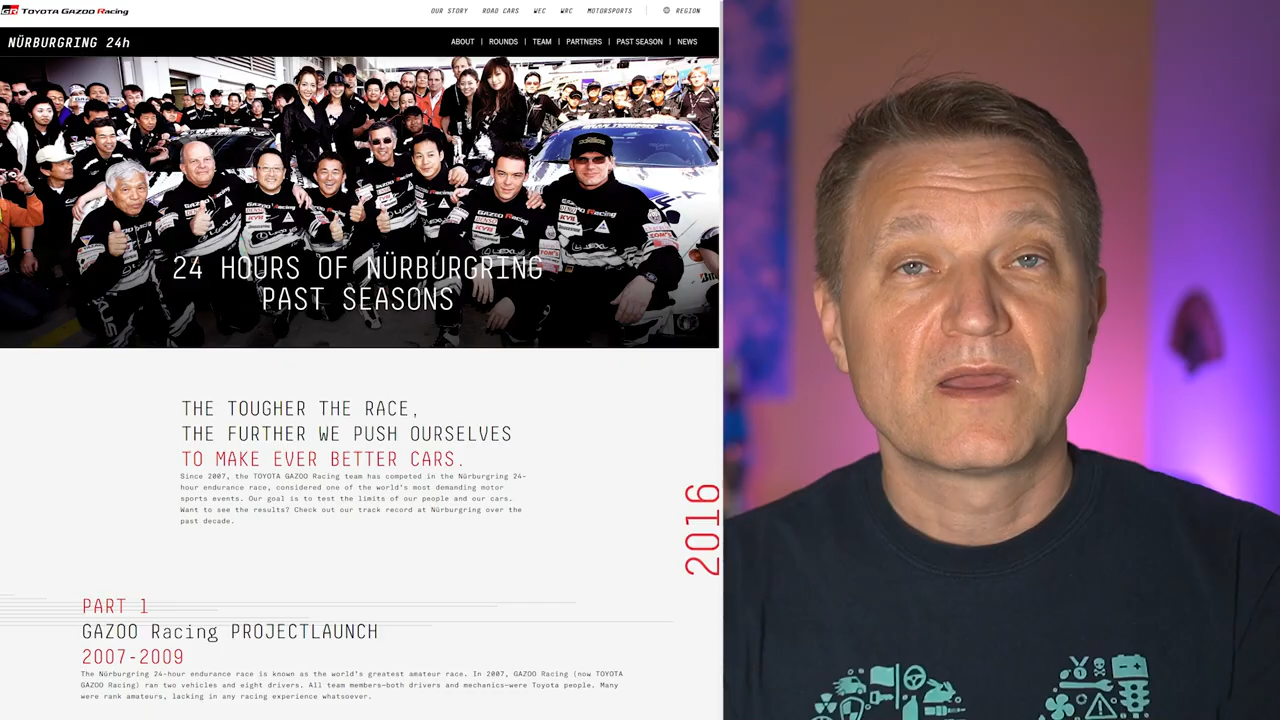 GR TOYOTA GAZOO Racing
OUR STORY ROAD CARS WEC WRC MOTORSPORTS REGION
NÜRBURGRING 24h
ABOUT | ROUNDS | TEAM | PARTNERS | PAST SEASON | NEWS
24 HOURS OF NÜRBURGRING
PAST SEASONS
THE TOUGHER THE RACE,
THE FURTHER WE PUSH OURSELVES
TO MAKE EVER BETTER CARS.
Since 2007, the TOYOTA GAZOO Racing team has competed in the Nürburgring 24-
hour endurance race, considered one of the world's most demanding motor
sports events. Our goal is to test the limits of our people and our cars.
Want to see the results? Check out our track record at Nürburgring over the
past decade.
2016
PART 1
GAZOO Racing PROJECTLAUNCH
2007-2009
The Nürburgring 24-hour endurance race is known as the world's greatest amateur race. In 2007, GAZOO Racing (now TOYOTA
GAZOO Racing) ran two vehicles and eight drivers. All team members—both drivers and mechanics—were Toyota people. Many
were rank amateurs, lacking in any racing experience whatsoever.